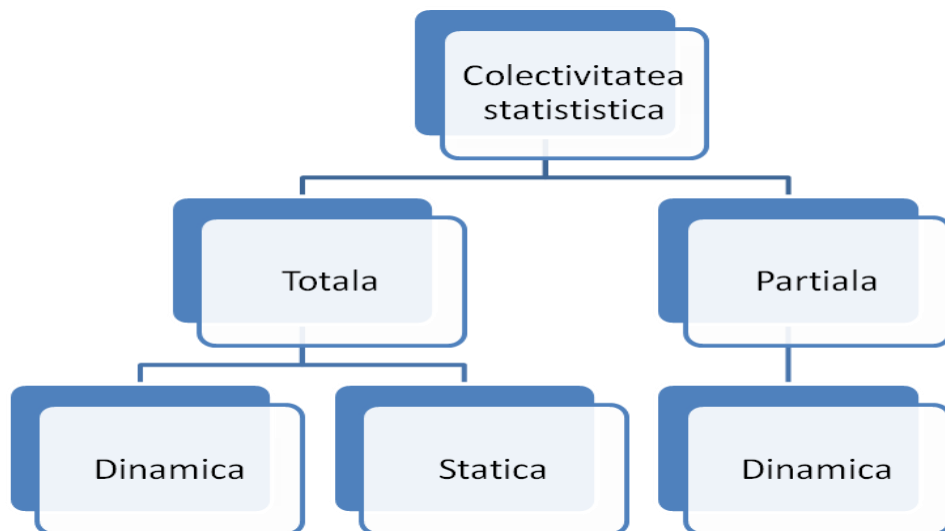 Colectivitatea
statististica
Totala
Partiala
Dinamica
Statica
Dinamica